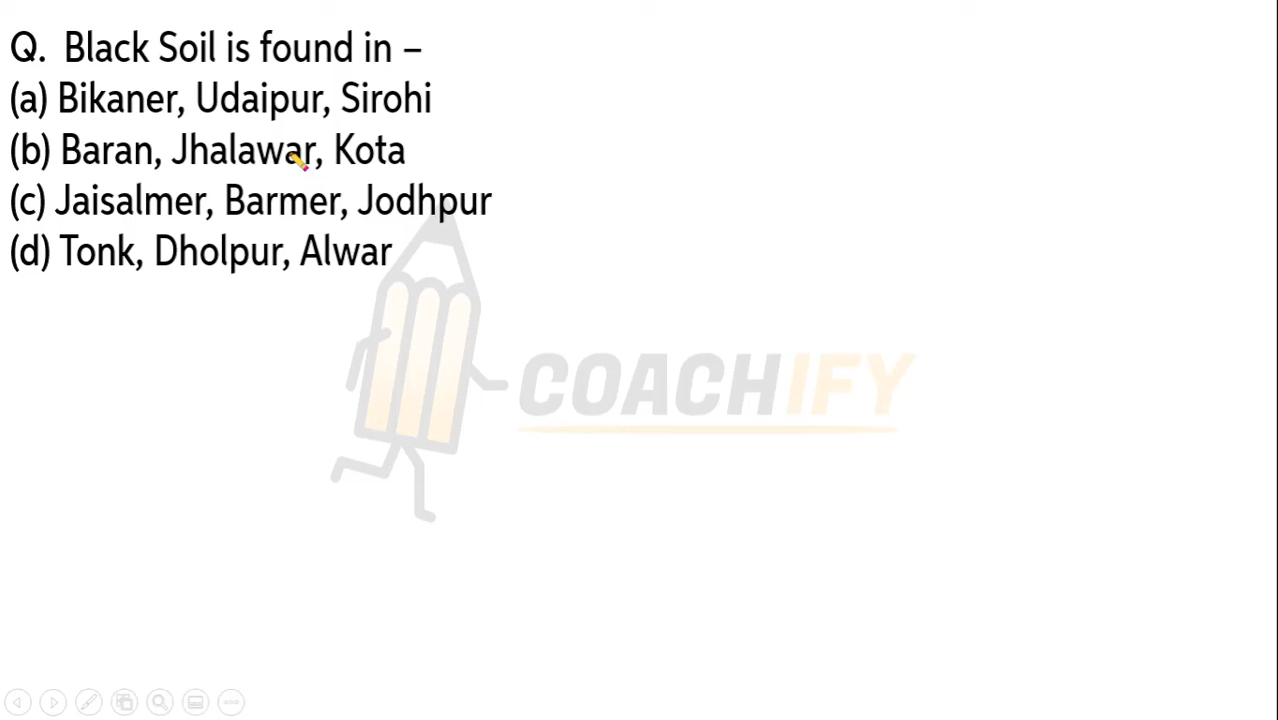 Q. Black Soil is found in –
(a) Bikaner, Udaipur, Sirohi
(b) Baran, Jhalawar, Kota
(c) Jaisalmer, Barmer, Jodhpur
(d) Tonk, Dholpur, Alwar
COACHIFY